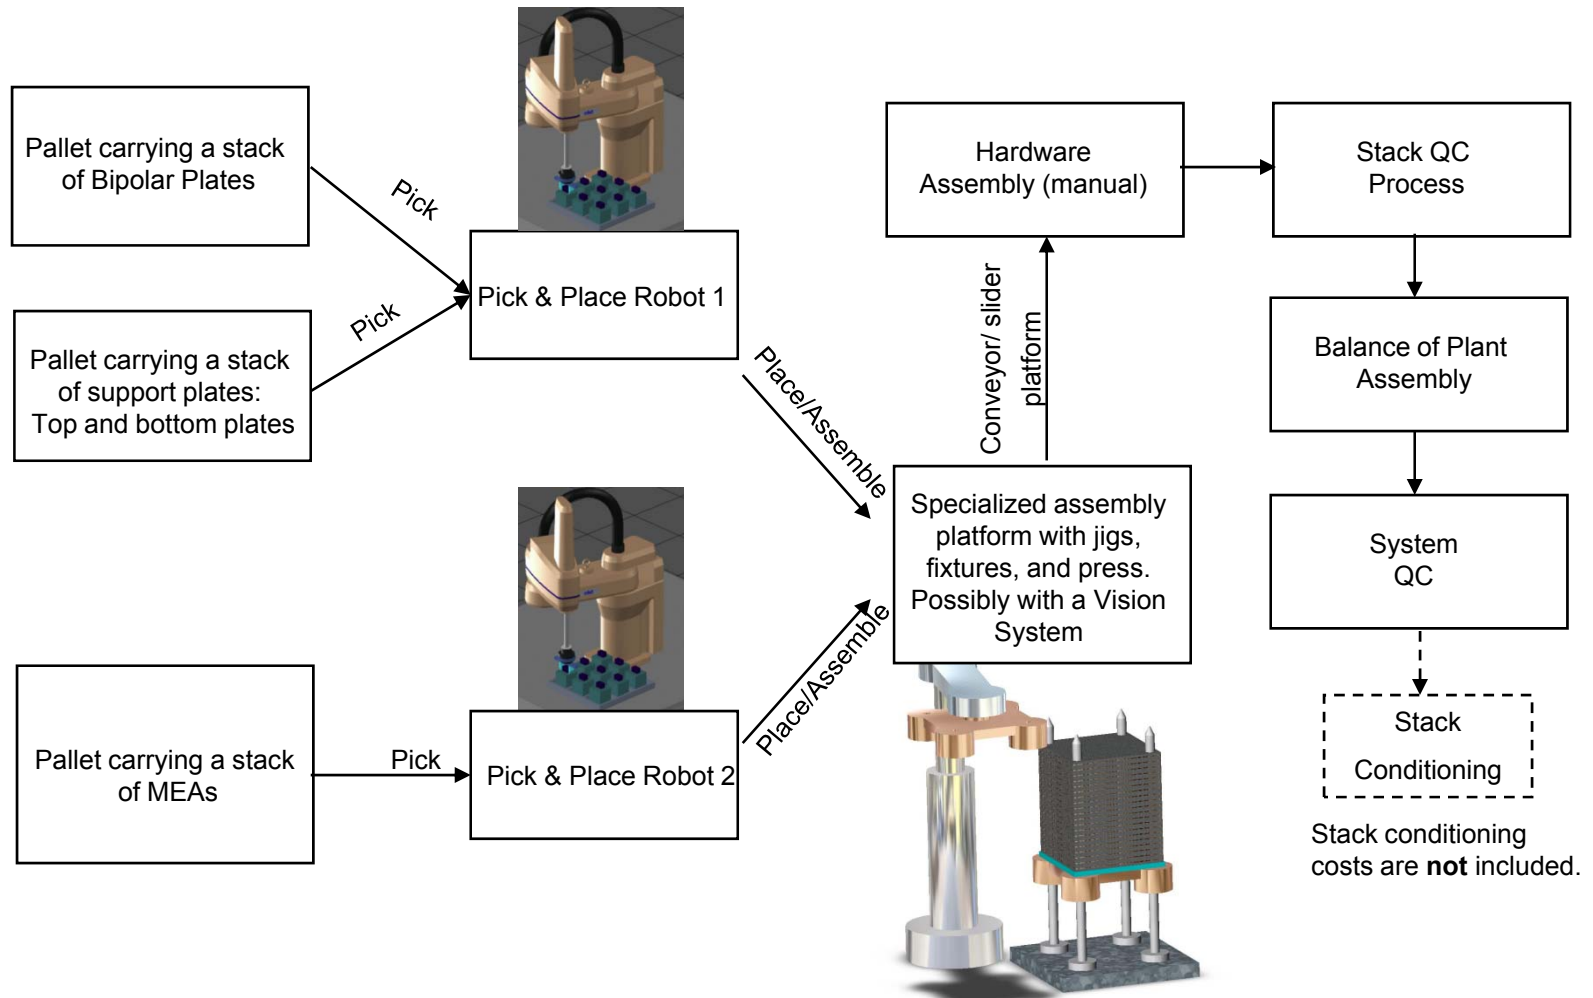 Pallet carrying a stack
of Bipolar Plates
Pick
Pick & Place Robot 1
Pick
Pallet carrying a stack
of support plates:
Top and bottom plates
Place/Assemble
Pallet carrying a stack
of MEAs
Pick
Pick & Place Robot 2
Place/Assemble
Specialized assembly
platform with jigs,
fixtures, and press.
Possibly with a Vision
System
Conveyor/ slider
platform
Hardware
Assembly (manual)
Stack QC
Process
Balance of Plant
Assembly
System
QC
Stack
Conditioning
Stack conditioning
costs are not included.